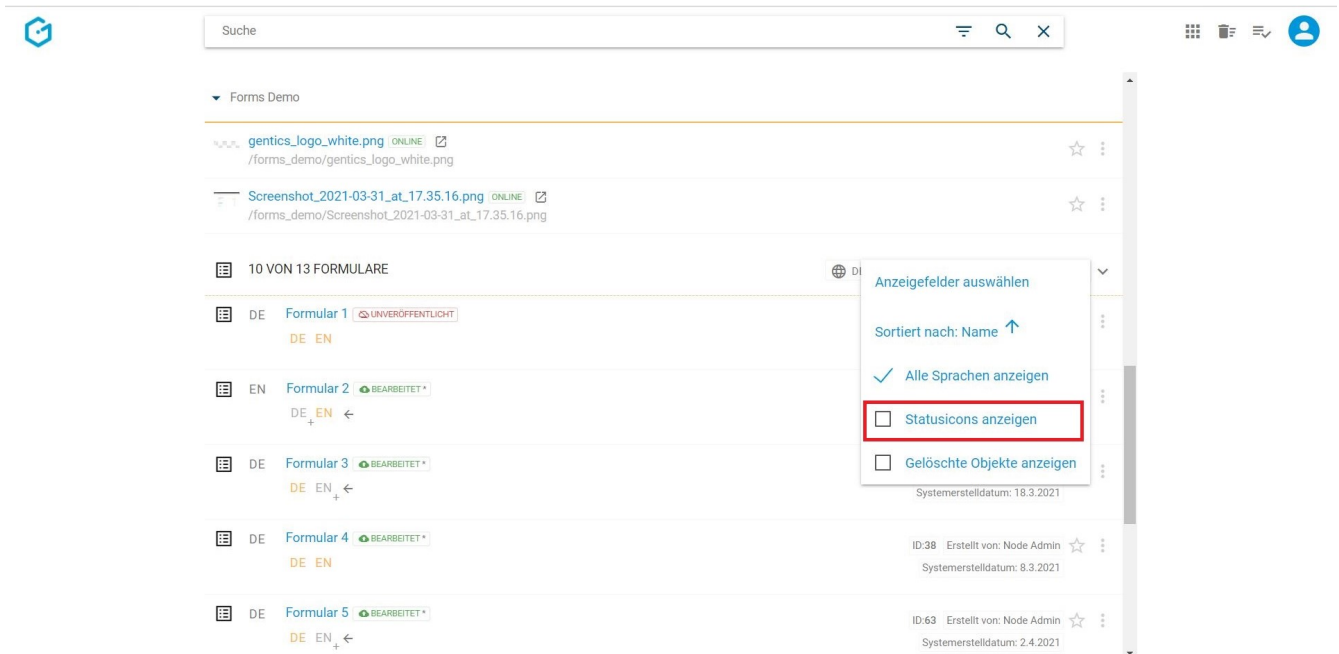 Suche
Forms Demo
gentics_logo_white.png ONLINE
/forms_demo/gentics_logo_white.png
Screenshot_2021-03-31_at_17.35.16.png ONLINE
/forms_demo/Screenshot_2021-03-31_at_17.35.16.png
10 VON 13 FORMULARE
Anzeigefelder auswählen
Sortiert nach: Name
Alle Sprachen anzeigen
Statusicons anzeigen
Gelöschte Objekte anzeigen
DE Formular 1 UNVERÖFFENTLICHT
DE EN
EN Formular 2 BEARBEITET *
DE + EN
DE Formular 3 BEARBEITET *
DE EN +
Systemerstelldatum: 18.3.2021
DE Formular 4 BEARBEITET * ID:38 Erstellt von: Node Admin
DE EN Systemerstelldatum: 8.3.2021
DE Formular 5 BEARBEITET * ID:63 Erstellt von: Node Admin
DE EN + Systemerstelldatum: 2.4.2021